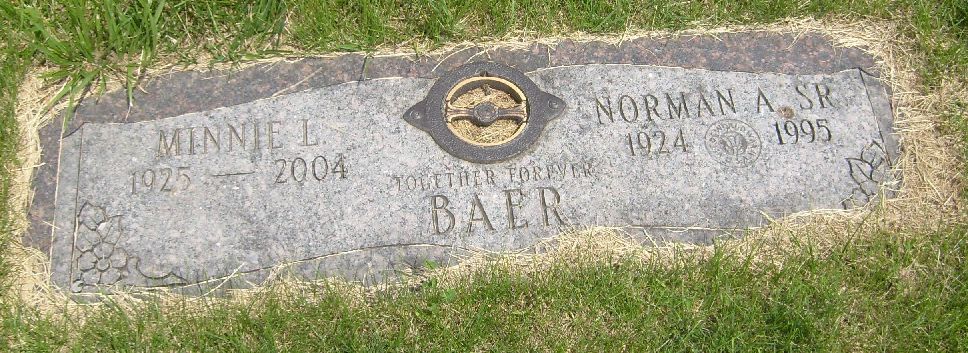 MINNIE L.
1925 — 2004
NORMAN A. SR.
1924 1995
TOGETHER FOREVER
BAER